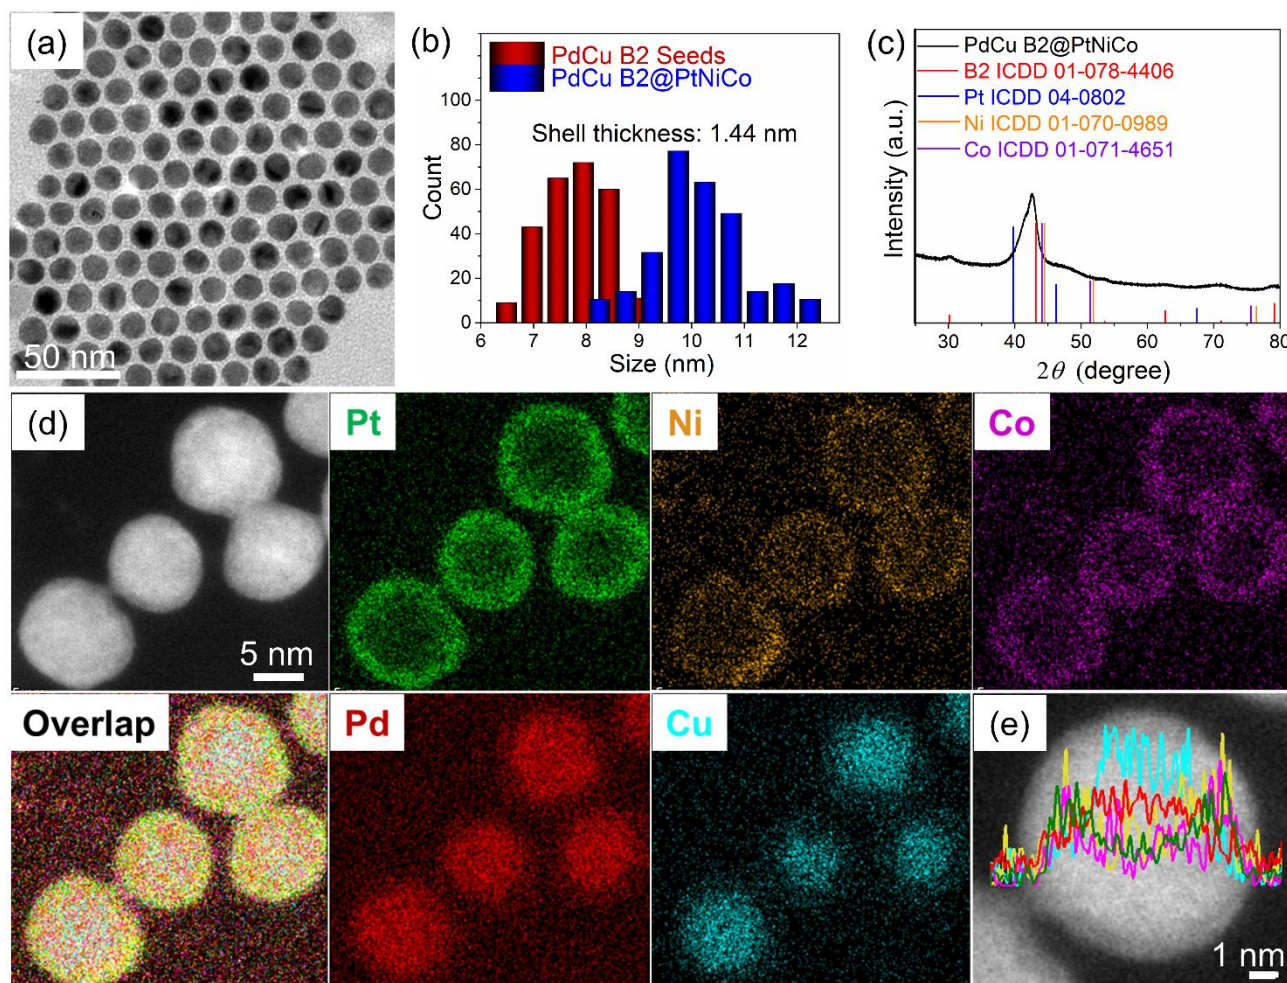 (a)
50 nm
(b)
PdCu B2 Seeds
PdCu B2@PtNiCo
Shell thickness: 1.44 nm
Count
100
80
60
40
20
0
6 7 8 9 10 11 12
Size (nm)
(c)
PdCu B2@PtNiCo
B2 ICDD 01-078-4406
Pt ICDD 04-0802
Ni ICDD 01-070-0989
Co ICDD 01-071-4651
Intensity (a.u.)
30 40 50 60 70 80
2θ (degree)
(d)
5 nm
Pt
Ni
Co
Overlap
Pd
Cu
(e)
1 nm